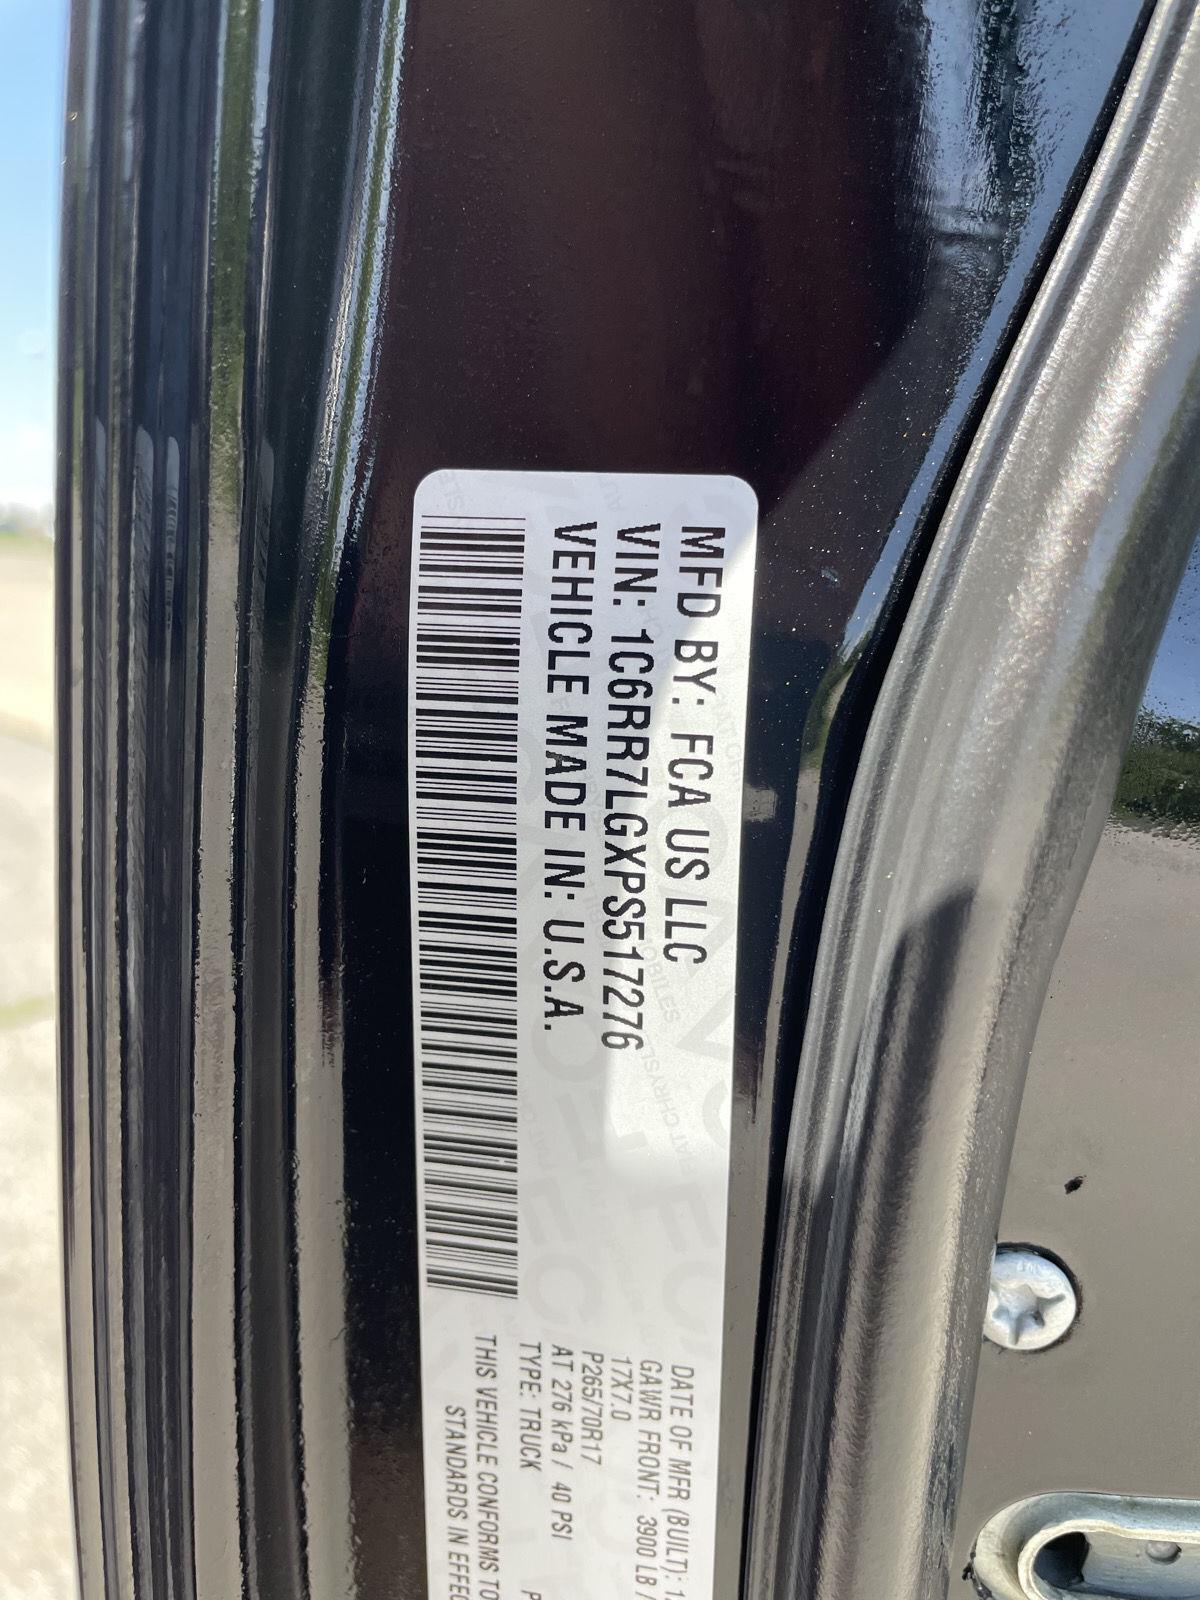 MFD BY: FCA US LLC
VIN: 1C6RR7LGXPS517276
VEHICLE MADE IN: U.S.A.
DATE OF MFR (BUILT):
GAWR FRONT: 3900 LB /
17X7.0
P265/70R17
AT 276 kPa / 40 PSI
TYPE: TRUCK
THIS VEHICLE CONFORMS TO
STANDARDS IN